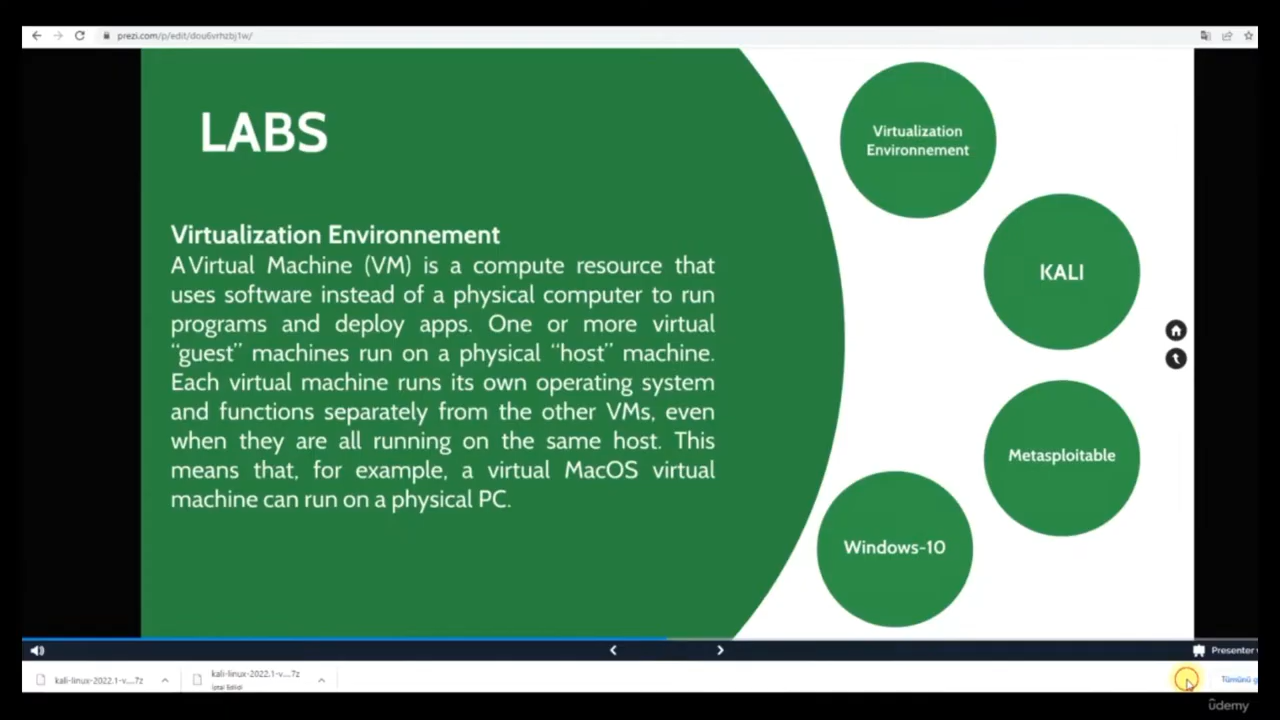 prezi.com/p/edit/dou6vrhzbj1w/
LABS
Virtualization Environnement
A Virtual Machine (VM) is a compute resource that
uses software instead of a physical computer to run
programs and deploy apps. One or more virtual
“guest” machines run on a physical “host” machine.
Each virtual machine runs its own operating system
and functions separately from the other VMs, even
when they are all running on the same host. This
means that, for example, a virtual MacOS virtual
machine can run on a physical PC.
Virtualization
Environnement
KALI
Metasploitable
Windows-10
Presenter
kali-linux-2022.1-v....7z
kali-linux-2022.1-v....7z
İptal Edildi
Tümünü g
udemy